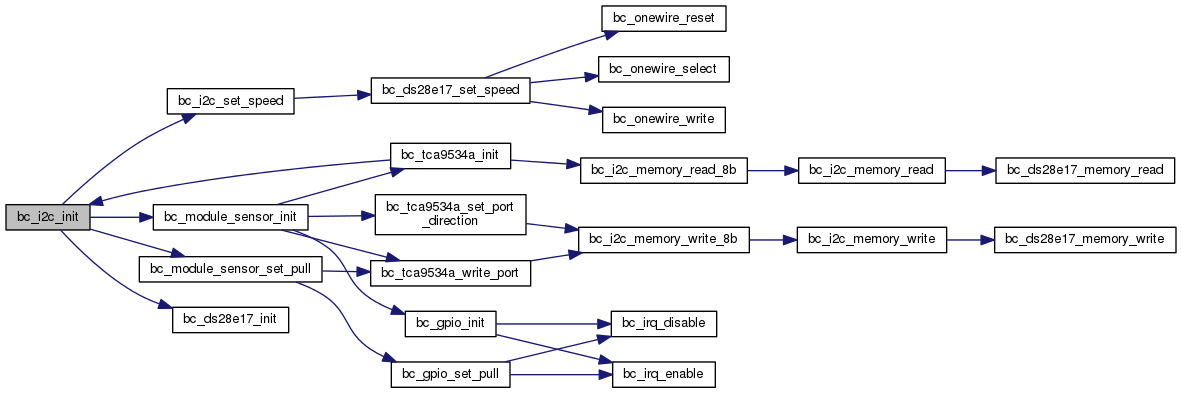 bc_onewire_reset
bc_onewire_select
bc_i2c_set_speed
bc_ds28e17_set_speed
bc_onewire_write
bc_tca9534a_init
bc_i2c_memory_read_8b
bc_i2c_memory_read
bc_ds28e17_memory_read
bc_i2c_init
bc_module_sensor_init
bc_tca9534a_set_port
_direction
bc_i2c_memory_write_8b
bc_i2c_memory_write
bc_ds28e17_memory_write
bc_module_sensor_set_pull
bc_tca9534a_write_port
bc_ds28e17_init
bc_gpio_init
bc_irq_disable
bc_gpio_set_pull
bc_irq_enable